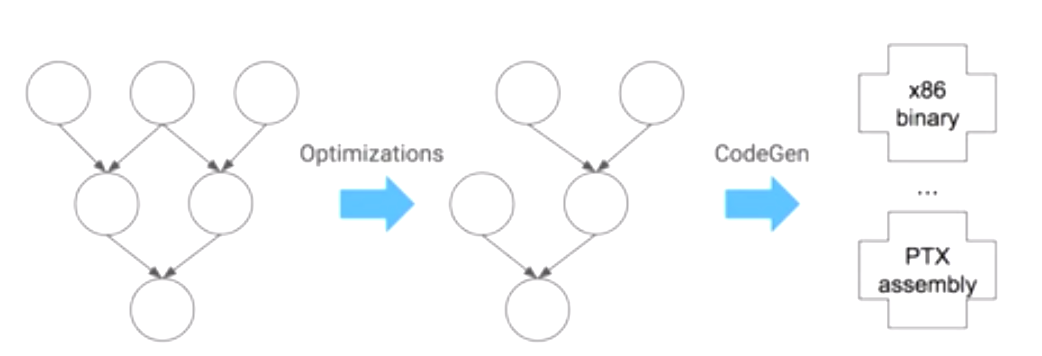 Optimizations
CodeGen
x86
binary
...
PTX
assembly